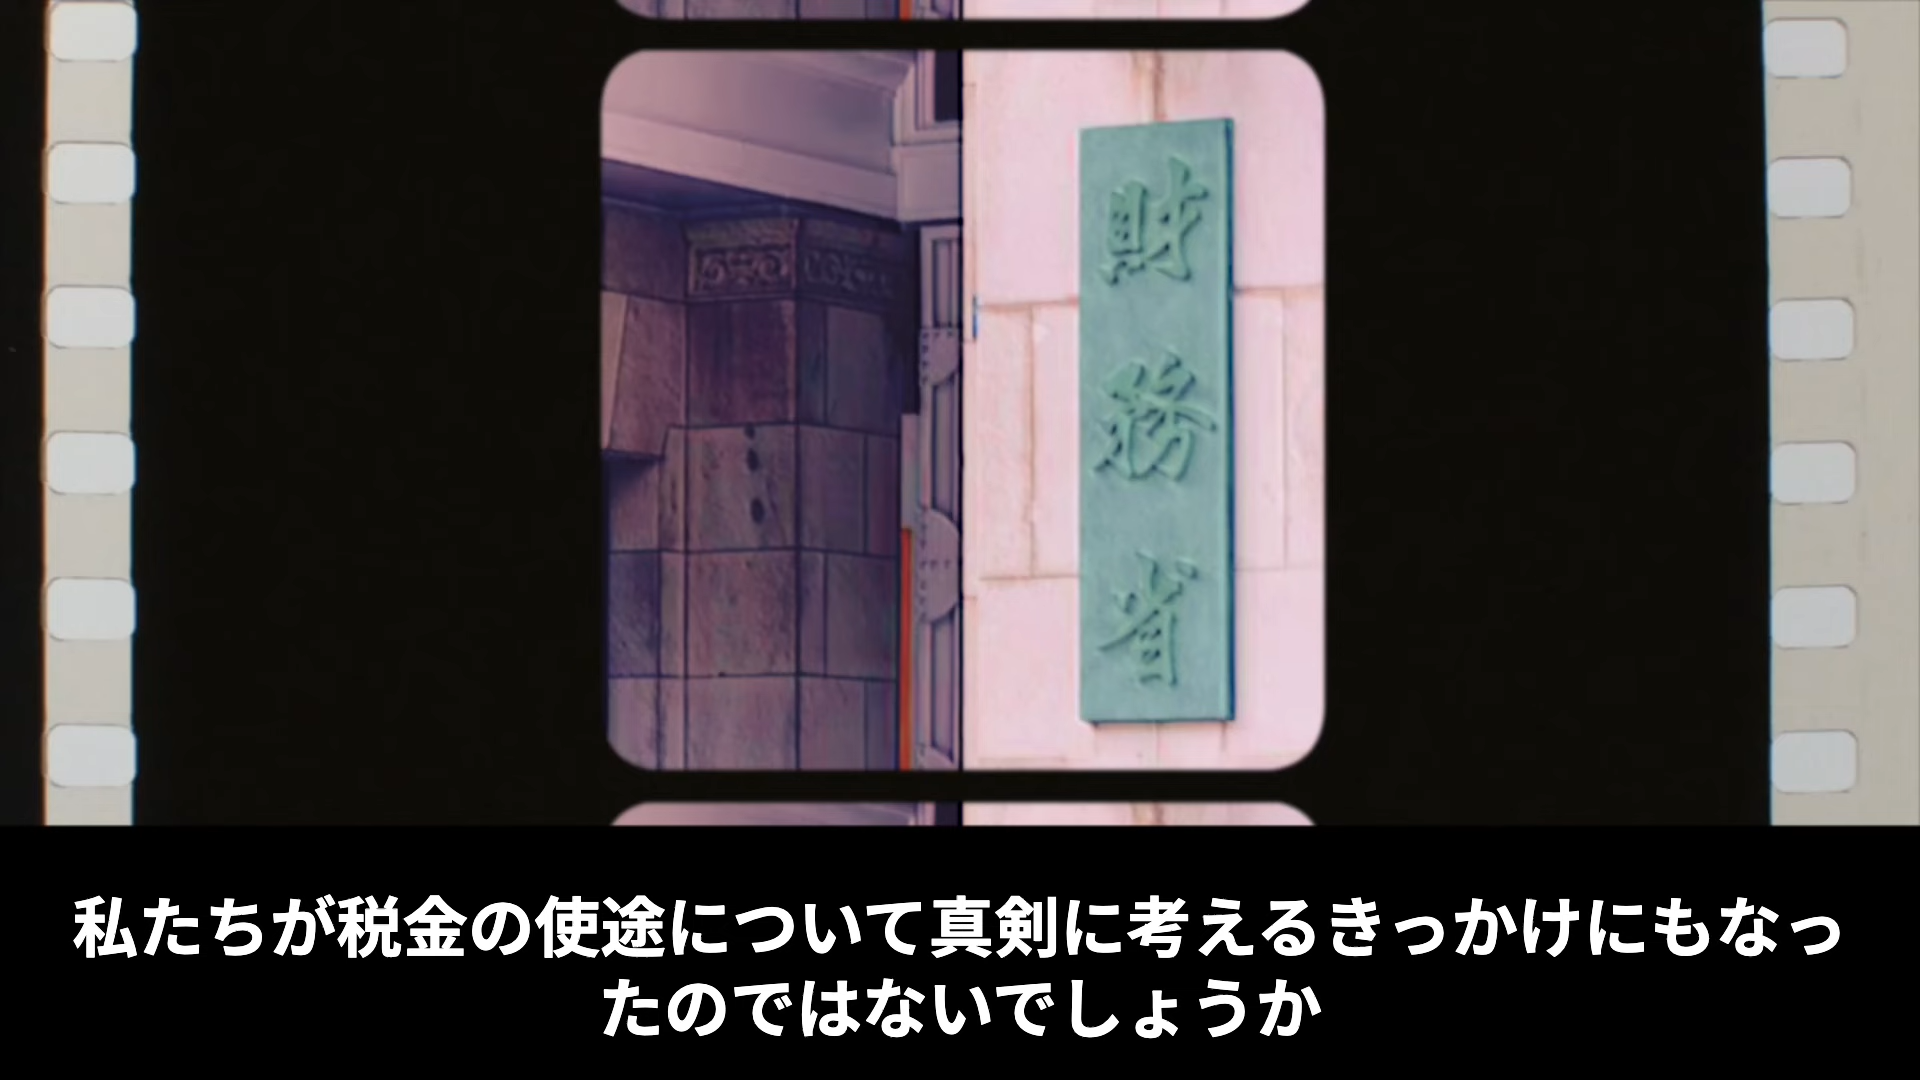 財務省
私たちが税金の使途について真剣に考えるきっかけにもなっ
たのではないでしょうか